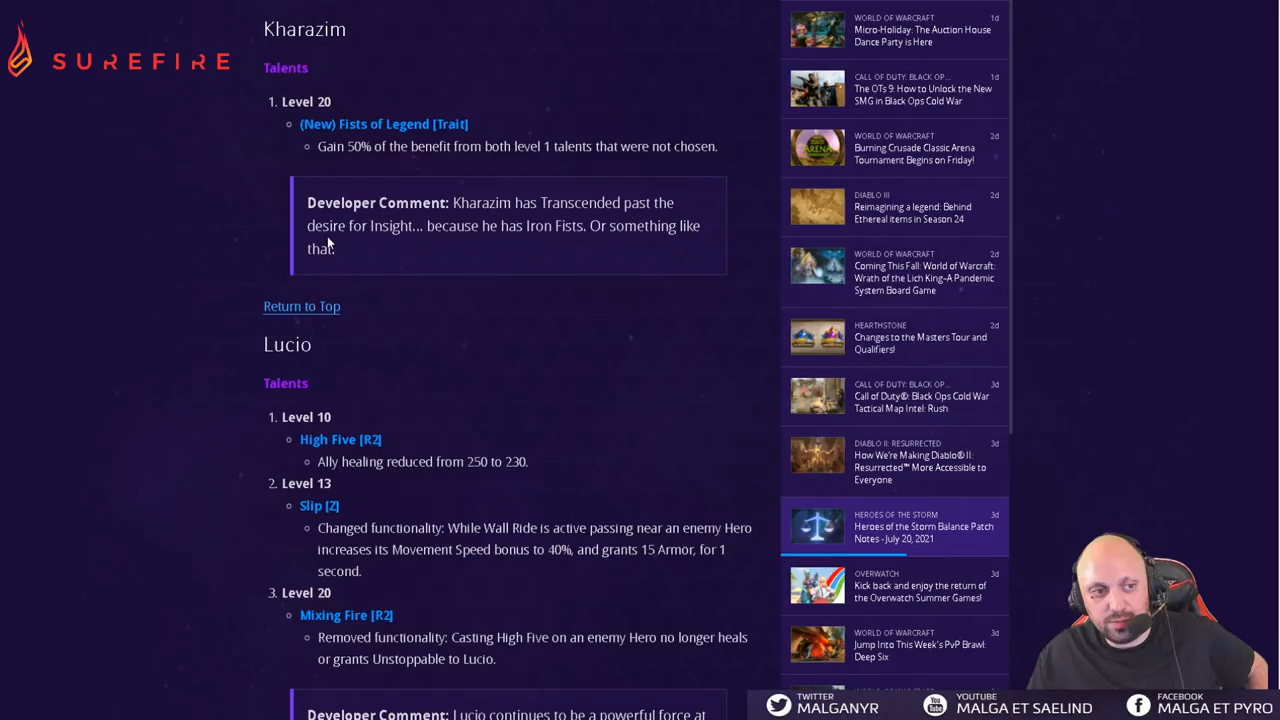 SUREFIRE
Kharazim
Talents
1. Level 20
(New) Fists of Legend [Trait]
Gain 50% of the benefit from both level 1 talents that were not chosen.
Developer Comment: Kharazim has Transcended past the
desire for Insight... because he has Iron Fists. Or something like
that.
Return to Top
Lucio
Talents
1. Level 10
High Five [R2]
Ally healing reduced from 250 to 230.
2. Level 13
Slip [Z]
Changed functionality: While Wall Ride is active passing near an enemy Hero
increases its Movement Speed bonus to 40%, and grants 15 Armor, for 1
second.
3. Level 20
Mixing Fire [R2]
Removed functionality: Casting High Five on an enemy Hero no longer heals
or grants Unstoppable to Lucio.
Developer Comment: Lucio continues to be a powerful force at
WORLD OF WARCRAFT 1d
Micro-Holiday: The Auction House
Dance Party is Here
CALL OF DUTY: BLACK OP... 1d
The OTs 9: How to Unlock the New
SMG in Black Ops Cold War
WORLD OF WARCRAFT 2d
Burning Crusade Classic Arena
Tournament Begins on Friday!
DIABLO III 2d
Reimagining a legend: Behind
Ethereal items in Season 24
WORLD OF WARCRAFT 2d
Coming This Fall: World of Warcraft:
Wrath of the Lich King–A Pandemic
System Board Game
HEARTHSTONE 2d
Changes to the Masters Tour and
Qualifiers!
CALL OF DUTY: BLACK OP... 3d
Call of Duty®: Black Ops Cold War
Tactical Map Intel: Rush
DIABLO II: RESURRECTED 3d
How We're Making Diablo® II:
Resurrected™ More Accessible to
Everyone
HEROES OF THE STORM 3d
Heroes of the Storm Balance Patch
Notes - July 20, 2021
OVERWATCH 3d
Kick back and enjoy the return of
the Overwatch Summer Games!
WORLD OF WARCRAFT 3d
Jump Into This Week's PvP Brawl:
Deep Six
TWITTER
MALGANYR
YOUTUBE
MALGA ET SAELIND
FACEBOOK
MALGA ET PYRO